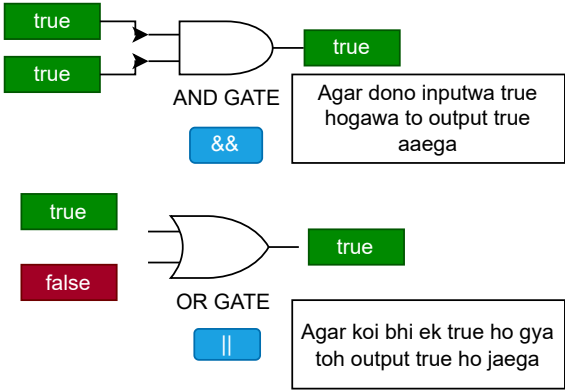 true
true
true
AND GATE
&&
Agar dono inputwa true
hogawa to output true
aaega
true
false
true
OR GATE
||
Agar koi bhi ek true ho gya
toh output true ho jaega